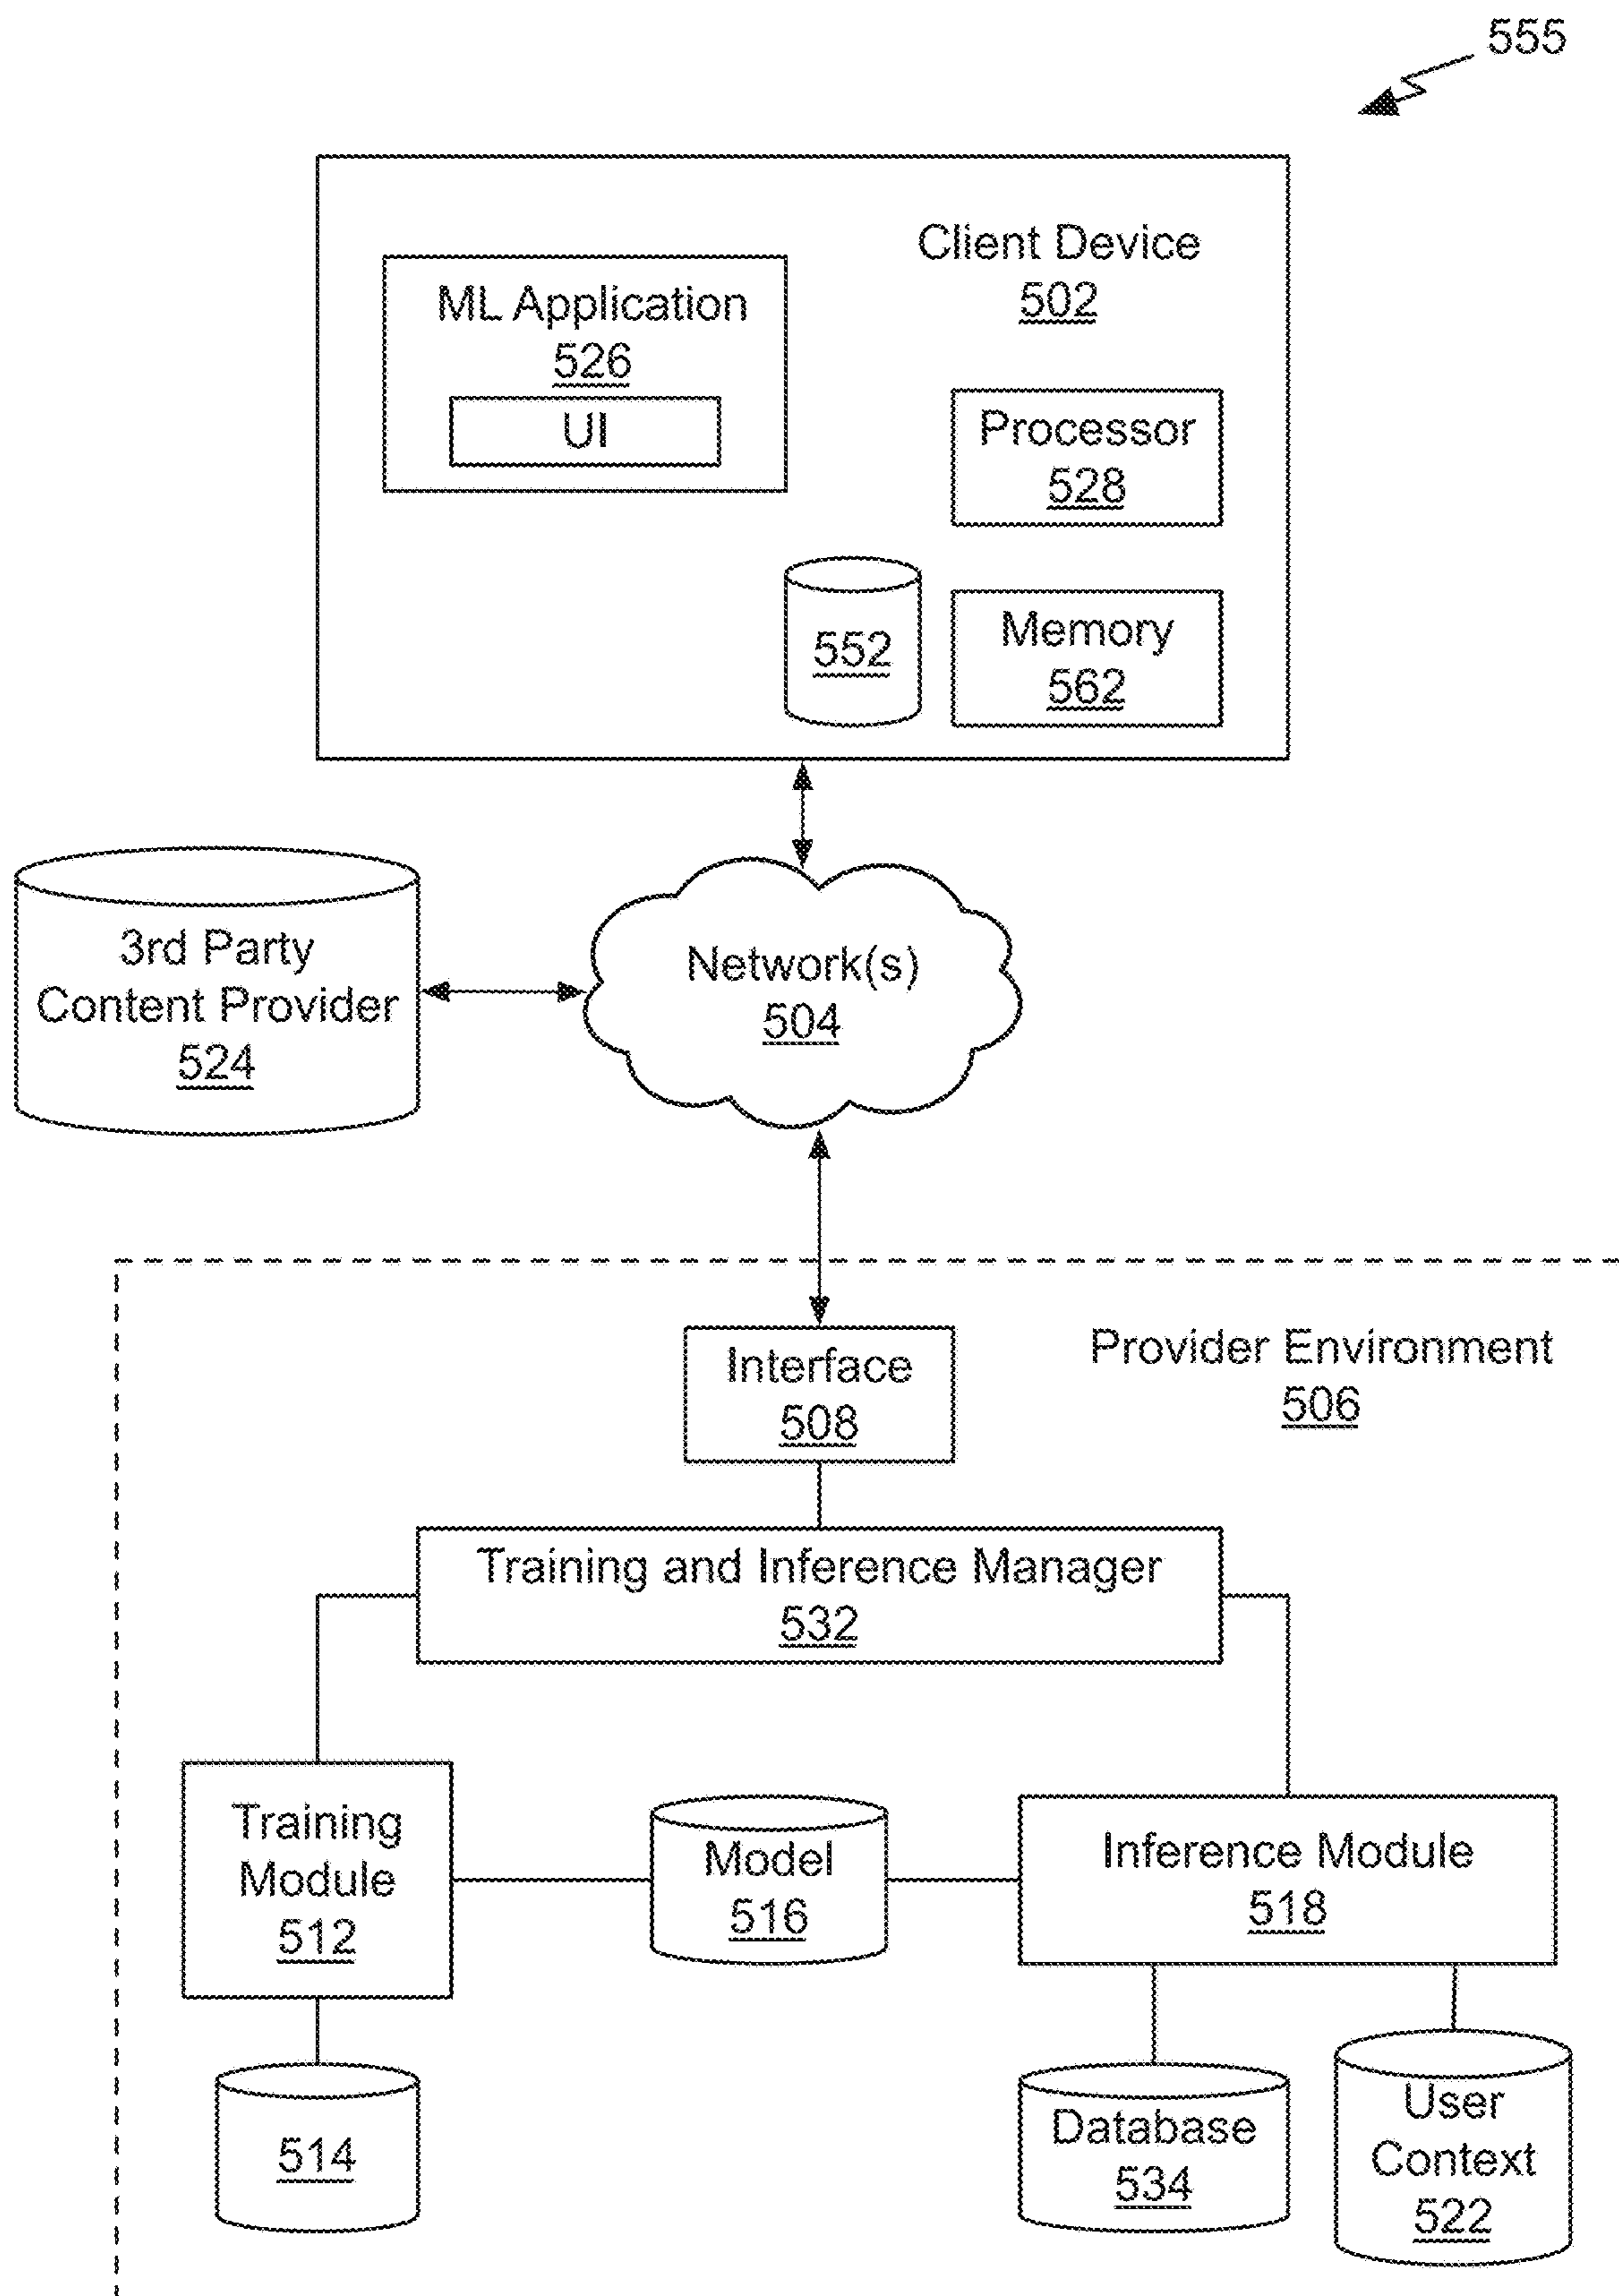 555
Client Device
502
ML Application
526
UI
Processor
528
552
Memory
562
3rd Party
Content Provider
524
Network(s)
504
Provider Environment
506
Interface
508
Training and Inference Manager
532
Training
Module
512
Model
516
Inference Module
518
514
Database
534
User
Context
522